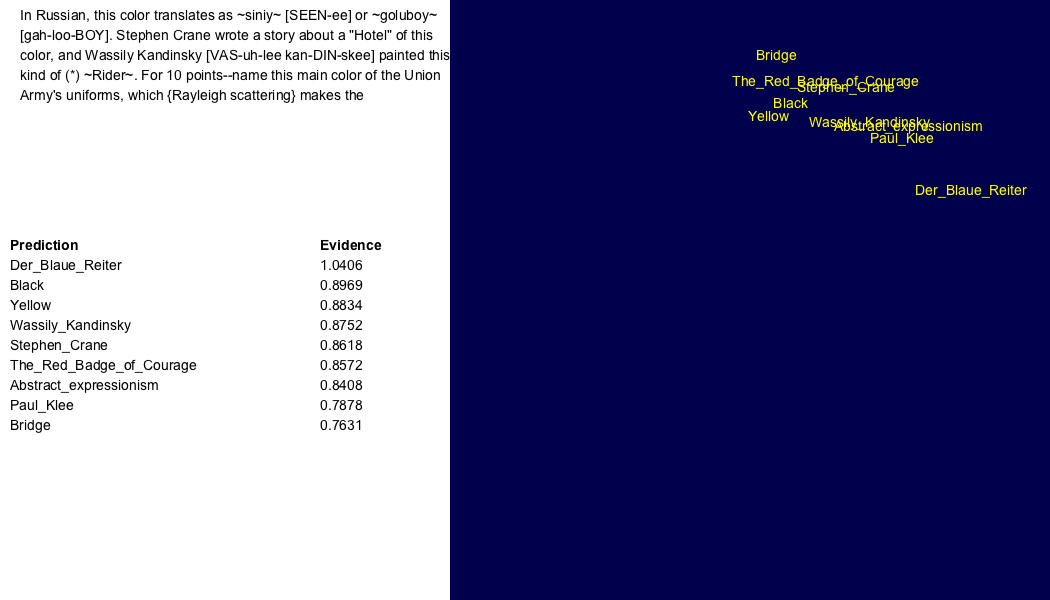 In Russian, this color translates as ~siniy~ [SEEN-ee] or ~goluboy~
[gah-loo-BOY]. Stephen Crane wrote a story about a "Hotel" of this
color, and Wassily Kandinsky [VAS-uh-lee kan-DIN-skee] painted this
kind of (*) ~Rider~. For 10 points--name this main color of the Union
Army's uniforms, which {Rayleigh scattering} makes the
Prediction Evidence
Der_Blaue_Reiter 1.0406
Black 0.8969
Yellow 0.8834
Wassily_Kandinsky 0.8752
Stephen_Crane 0.8618
The_Red_Badge_of_Courage 0.8572
Abstract_expressionism 0.8408
Paul_Klee 0.7878
Bridge 0.7631
Bridge
The_Red_Badge_of_Courage
Stephen_Crane
Black
Yellow
Wassily_Kandinsky
Abstract_expressionism
Paul_Klee
Der_Blaue_Reiter